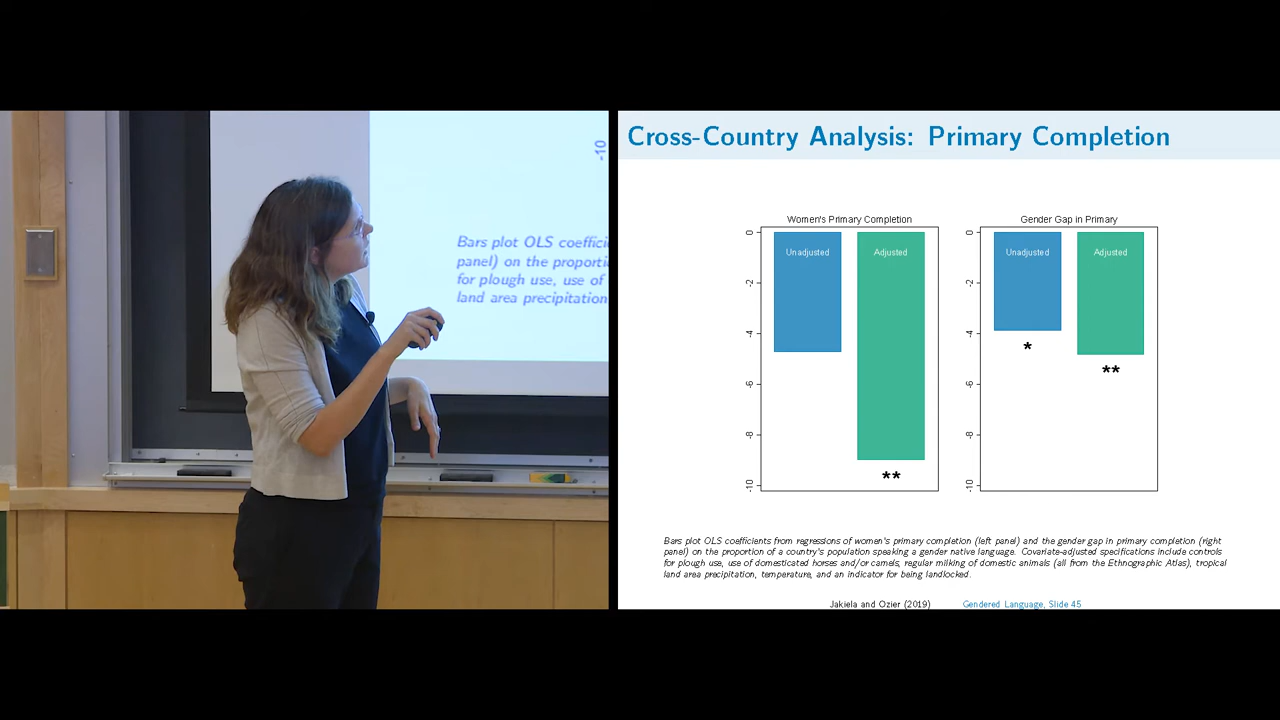 -10
Bars plot OLS coeffici
panel) on the proporti
for plough use, use of
land area precipitation
Cross-Country Analysis: Primary Completion
Women's Primary Completion
0
-2
-4
-6
-8
-10
Unadjusted
Adjusted
**
Gender Gap in Primary
0
-2
-4
-6
-8
-10
Unadjusted
Adjusted
*
**
Bars plot OLS coefficients from regressions of women's primary completion (left panel) and the gender gap in primary completion (right
panel) on the proportion of a country's population speaking a gender native language. Covariate-adjusted specifications include controls
for plough use, use of domesticated horses and/or camels, regular milking of domestic animals (all from the Ethnographic Atlas), tropical
land area precipitation, temperature, and an indicator for being landlocked.
Jakiela and Ozier (2019) Gendered Language, Slide 45